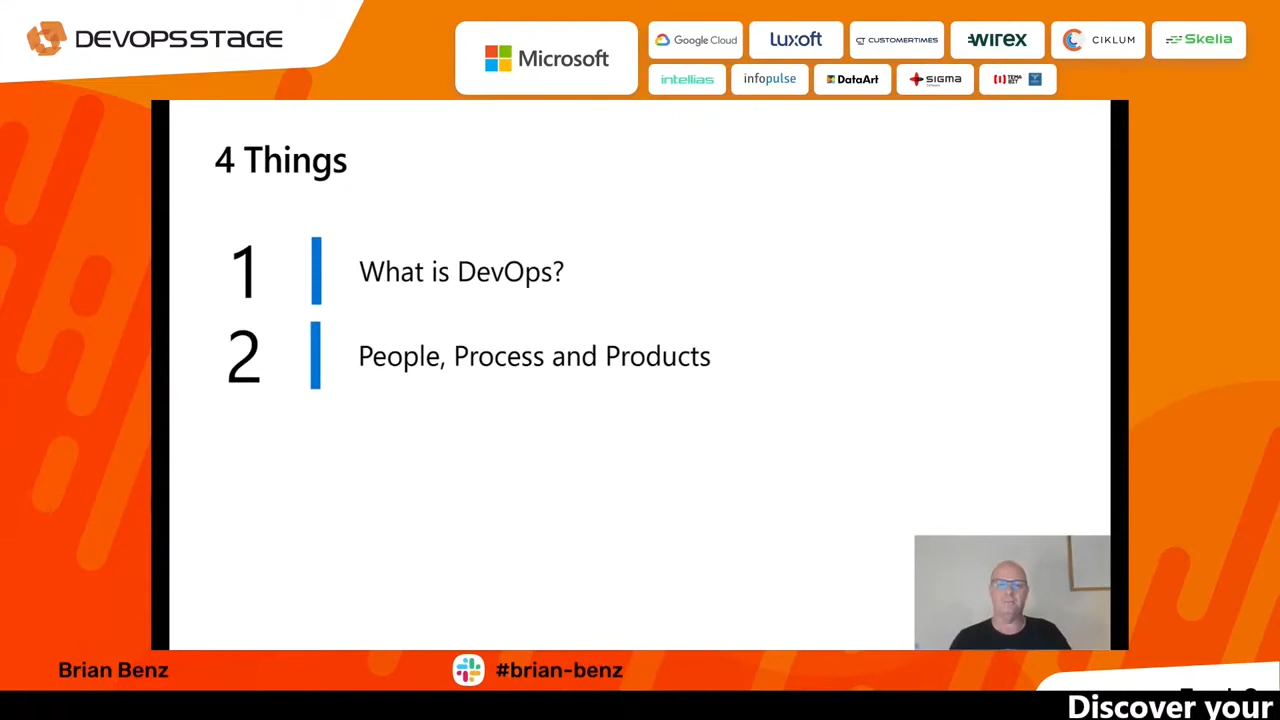 DEVOPSSTAGE
Microsoft
Google Cloud
luxoft
CUSTOMERTIMES
WIREX
CIKLUM
Skelia
intellias
infopulse
DataArt
SIGMA
4 Things
1
What is DevOps?
2
People, Process and Products
Brian Benz
#brian-benz
Discover your